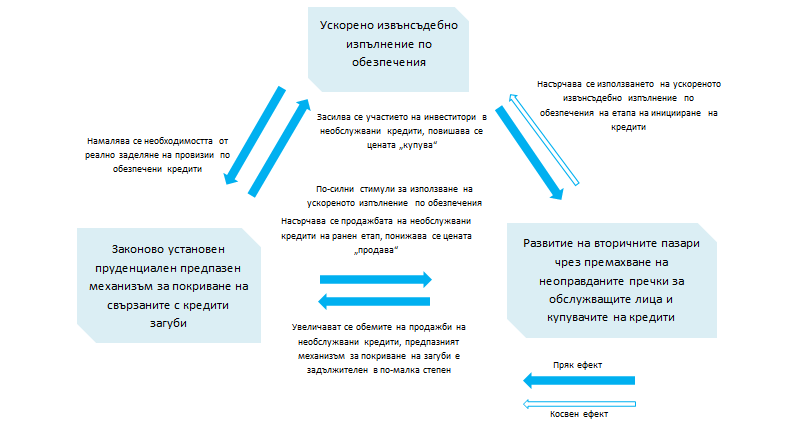 Ускорено извънсъдебно
изпълнение по
обезпечения
Насърчава се използването на ускореното
извънсъдебно изпълнение по
обезпечения на етапа на иницииране на
кредити
Засилва се участието на инвеститори в
необслужвани кредити, повишава се
цената „купува“
Намалява се необходимостта от
реално заделяне на провизии по
обезпечени кредити
По-силни стимули за използване на
ускореното изпълнение по обезпечения
Насърчава се продажбата на необслужвани
кредити на ранен етап, понижава се цената
„продава“
Законово установен
пруденциален предпазен
механизъм за покриване на
свързаните с кредити
загуби
Развитие на вторичните пазари
чрез премахване на
неоправданите пречки за
обслужващите лица и
купувачите на кредити
Увеличават се обемите на продажби на
необслужвани кредити, предпазният
механизъм за покриване на загуби е
задължителен в по-малка степен
Пряк ефект
Косвен ефект